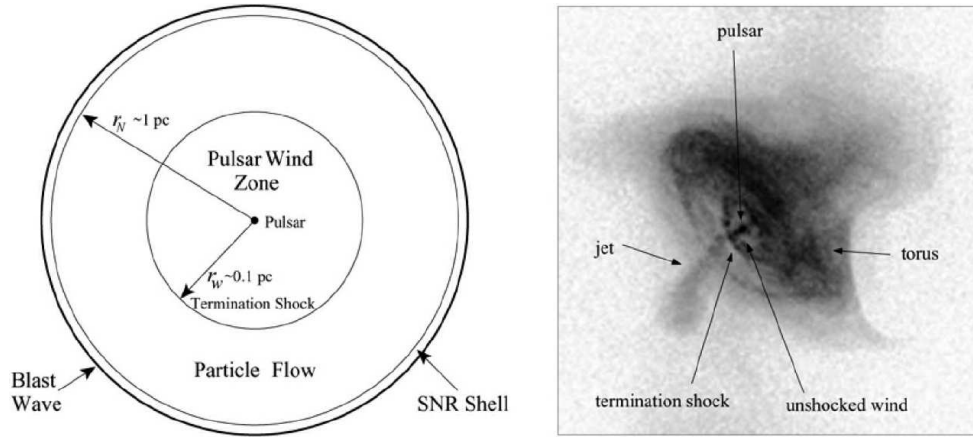 r_N ~1 pc
Pulsar Wind
Zone
Pulsar
r_W ~0.1 pc
Termination Shock
Particle Flow
Blast
Wave
SNR Shell
pulsar
jet
torus
termination shock
unshocked wind